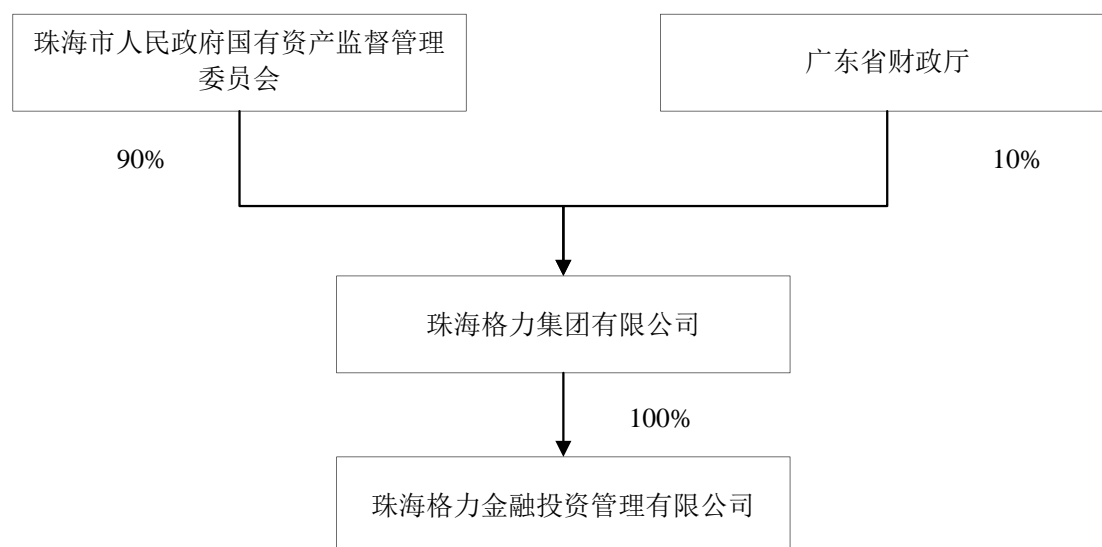 珠海市人民政府国有资产监督管理
委员会
广东省财政厅
90%
10%
珠海格力集团有限公司
100%
珠海格力金融投资管理有限公司